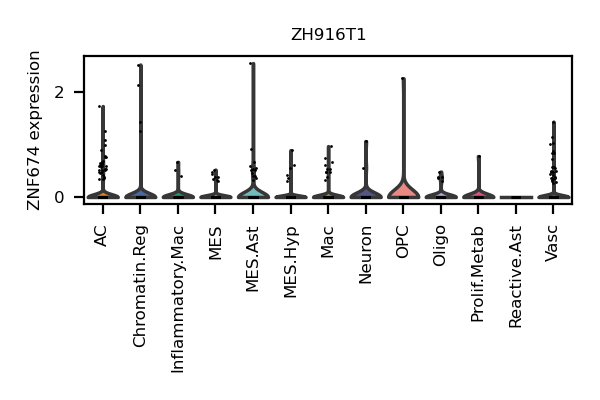 ZH916T1
ZNF674 expression
2
0
AC
Chromatin.Reg
Inflammatory.Mac
MES
MES.Ast
MES.Hyp
Mac
Neuron
OPC
Oligo
Prolif.Metab
Reactive.Ast
Vasc